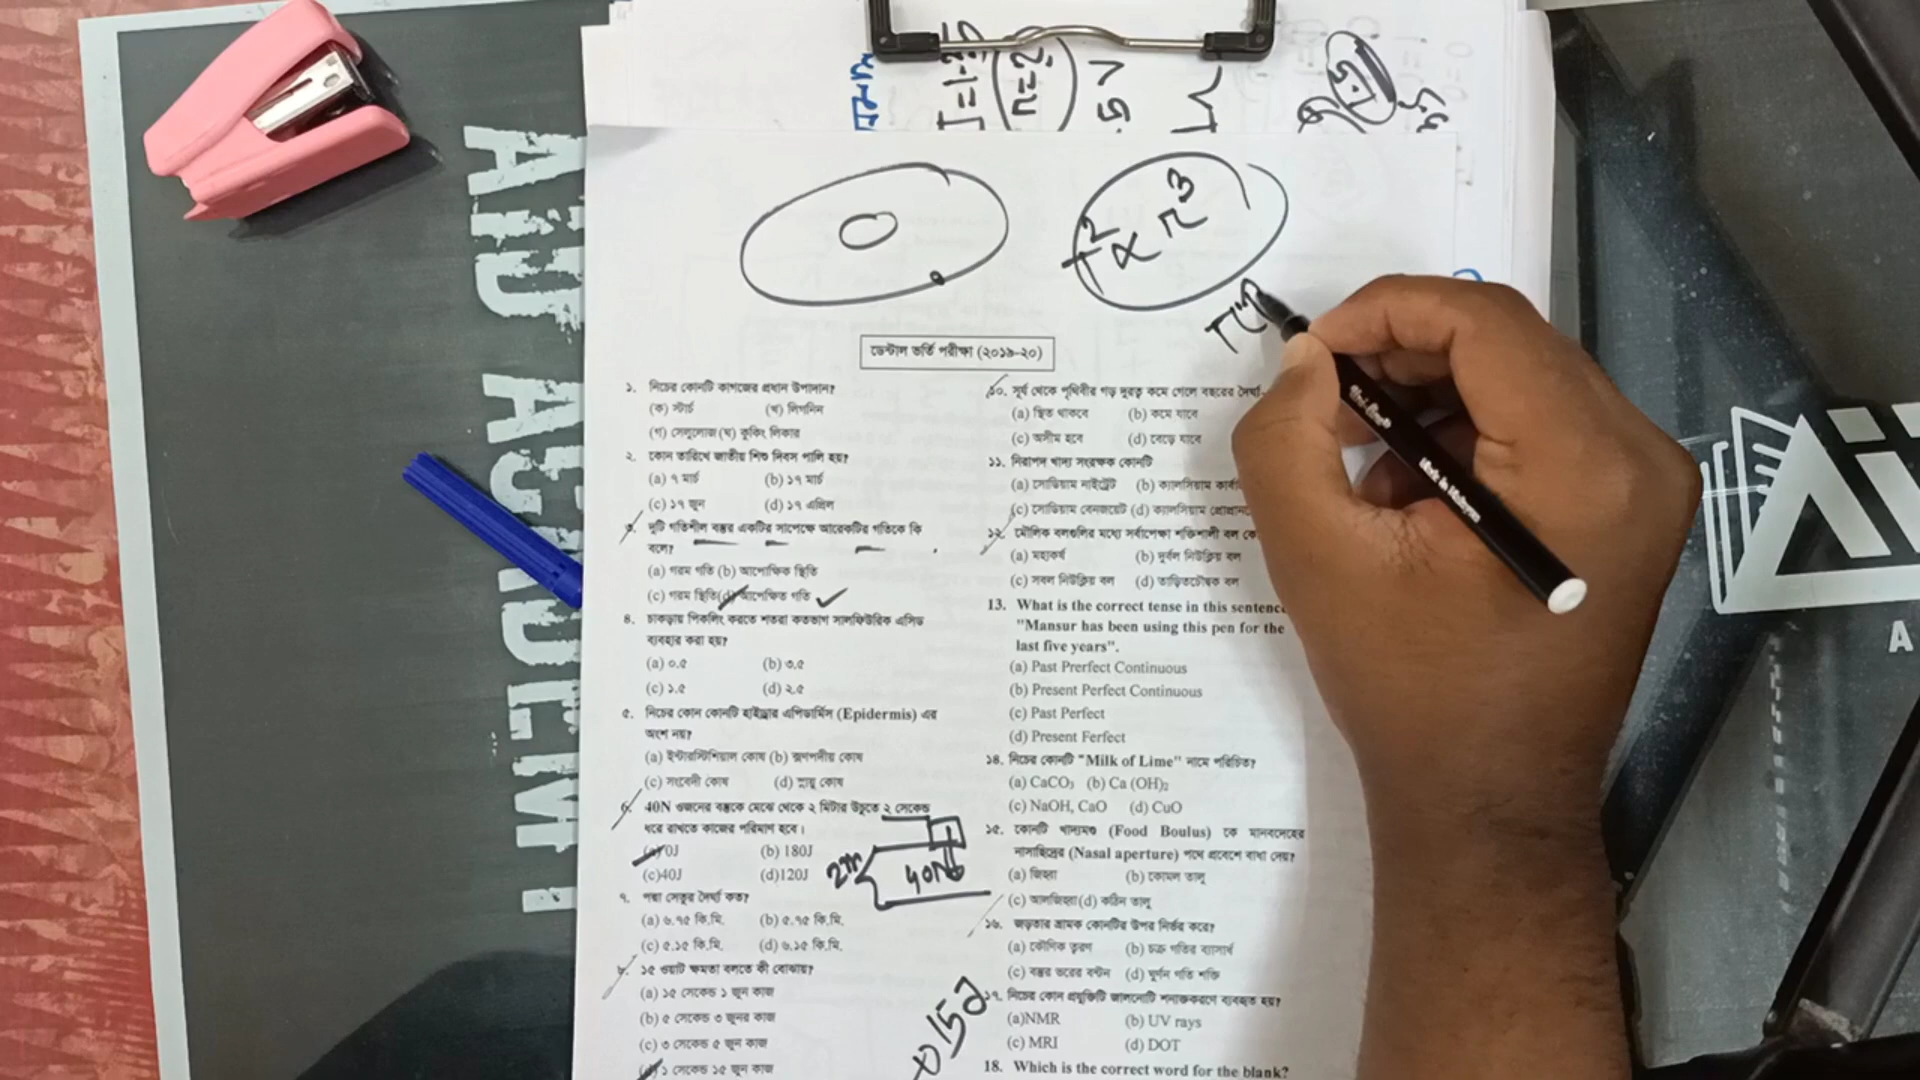 T² ∝ r³
ডেন্টাল ভর্তি পরীক্ষা (২০১৯-২০)
১. নিচের কোনটি কাগজের প্রধান উপাদান?
(ক) স্টার্চ (খ) লিগনিন
(গ) সেলুলোজ (ঘ) কুকিং লিকার
২. কোন তারিখে জাতীয় শিশু দিবস পালি হয়?
(a) ৭ মার্চ (b) ১৭ মার্চ
(c) ১৭ জুন (d) ১৭ এপ্রিল
৩. দুটি গতিশীল বস্তুর একটির সাপেক্ষে আরেকটির গতিকে কি
বলে?
(a) পরম গতি (b) আপোক্ষিক স্থিতি
(c) পরম স্থিতি(d) আপেক্ষিত গতি
৪. চাকড়ায় পিকলিং করতে শতরা কতভাগ সালফিউরিক এসিড
ব্যবহার করা হয়?
(a) ০.৫ (b) ৩.৫
(c) ১.৫ (d) ২.৫
৫. নিচের কোন কোনটি হাইড্রার এপিডার্মিস (Epidermis) এর
অংশ নয়?
(a) ইন্টারস্টিশিয়াল কোষ (b) ক্ষণপদীয় কোষ
(c) সংবেদী কোষ (d) স্নায়ু কোষ
6. 40N ওজনের বস্তুকে মেঝে থেকে ২ মিটার উচুতে ২ সেকেন্ড
ধরে রাখতে কাজের পরিমাণ হবে।
(a) 0J (b) 180J
(c)40J (d)120J
2m 40N
৭. পদ্মা সেতুর দৈর্ঘ্য কত?
(a) ৬.৭৫ কি.মি. (b) ৫.৭৫ কি.মি.
(c) ৫.১৫ কি.মি. (d) ৬.১৫ কি.মি.
৮. ১৫ ওয়াট ক্ষমতা বলতে কী বোঝায়?
(a) ১৫ সেকেন্ড ১ জুন কাজ
(b) ৫ সেকেন্ড ৩ জুনর কাজ
(c) ৩ সেকেন্ড ৫ জুন কাজ
(d) ১ সেকেন্ড ১৫ জুন কাজ
১০. সূর্য থেকে পৃথিবীর গড় দুরত্ব কমে গেলে বছরের দৈর্ঘ্য-
(a) স্থিত থাকবে (b) কমে যাবে
(c) অসীম হবে (d) বেড়ে যাবে
১১. নিরাপদ খাদ্য সংরক্ষক কোনটি
(a) সোডিয়াম নাইট্রেট (b) ক্যালসিয়াম
(c) সোডিয়াম বেনজয়েট (d) ক্যালসিয়াম
১২. মৌলিক বলগুলির মধ্যে সর্বাপেক্ষা শক্তিশালী বল
(a) মহাকর্ষ (b) দুর্বল নিউক্লিয় বল
(c) সবল নিউক্লিয় বল (d) তাড়িতচৌম্বক বল
13. What is the correct tense in this sentence
"Mansur has been using this pen for the
last five years".
(a) Past Prerfect Continuous
(b) Present Perfect Continuous
(c) Past Perfect
(d) Present Ferfect
১৪. নিচের কোনটি "Milk of Lime" নামে পরিচিত?
(a) CaCO₃ (b) Ca (OH)₂
(c) NaOH, CaO (d) CuO
১৫. কোনটি খাদ্যমণ্ড (Food Boulus) কে মানবদেহের
নাসাছিদ্রের (Nasal aperture) পথে প্রবেশে বাধা দেয়?
(a) জিহ্বা (b) কোমল তালু
(c) আলজিহ্বা (d) কঠিন তালু
১৬. জড়তার ভ্রামক কোনটির উপর নির্ভর করে?
(a) কৌণিক ত্বরণ (b) চক্র গতির ব্যাসার্ধ
(c) বস্তুর ভরের বন্টন (d) ঘুর্ণন গতি শক্তি
১৭. নিচের কোন প্রযুক্তিটি জালনোট শনাক্তকরণে ব্যবহৃত হয়?
(a)NMR (b) UV rays
(c) MRI (d) DOT
18. Which is the correct word for the blank?
AID ACADEMY